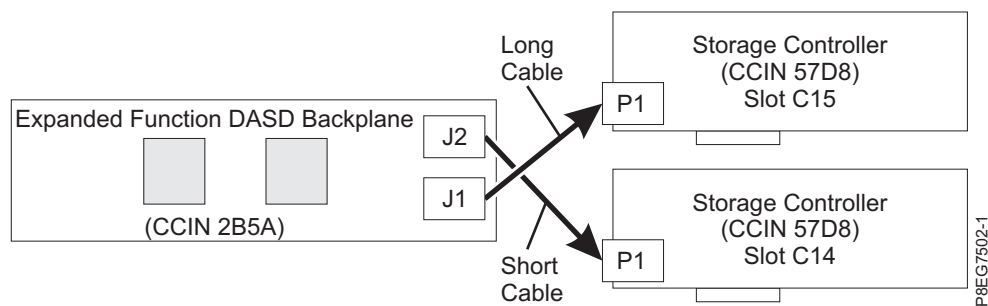 Expanded Function DASD Backplane
(CCIN 2B5A)
J2
J1
Long
Cable
Short
Cable
P1
Storage Controller
(CCIN 57D8)
Slot C15
P1
Storage Controller
(CCIN 57D8)
Slot C14
P8EG7502-1